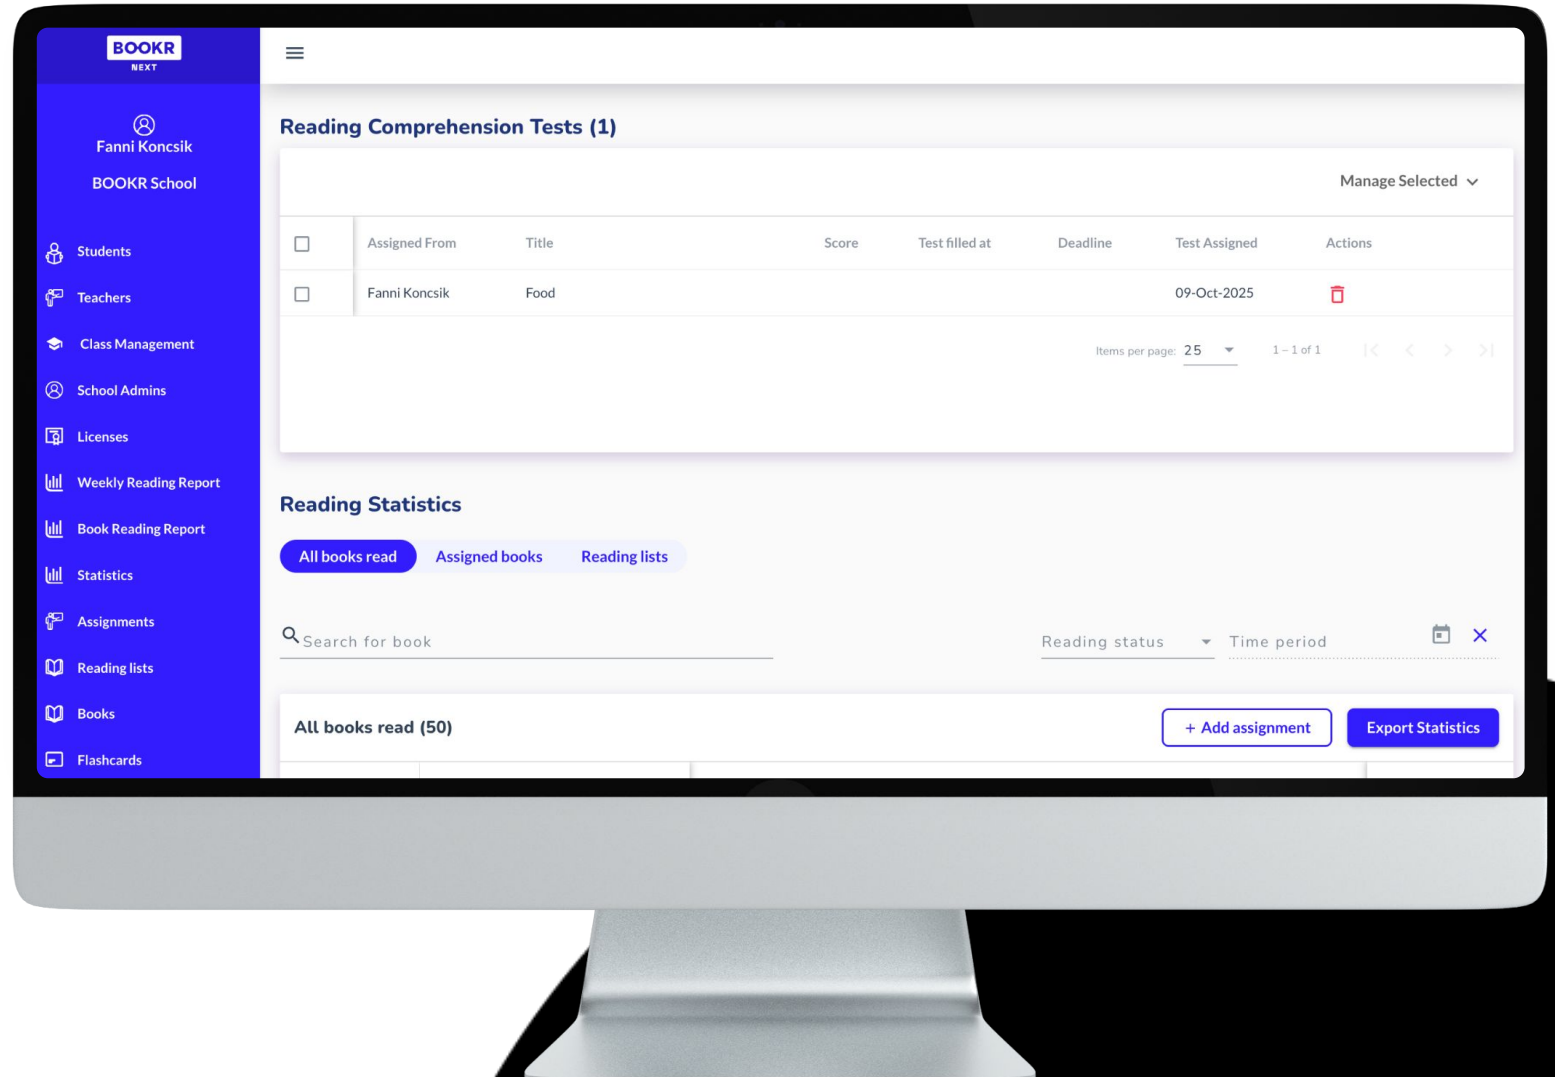 BOOKR
NEXT
Fanni Koncsik
BOOKR School
Students
Teachers
Class Management
School Admins
Licenses
Weekly Reading Report
Book Reading Report
Statistics
Assignments
Reading lists
Books
Flashcards
Reading Comprehension Tests (1)
Manage Selected
Assigned From Title Score Test filled at Deadline Test Assigned Actions
Fanni Koncsik Food 09-Oct-2025
Items per page: 25 1 – 1 of 1
Reading Statistics
All books read Assigned books Reading lists
Search for book Reading status Time period
All books read (50) + Add assignment Export Statistics